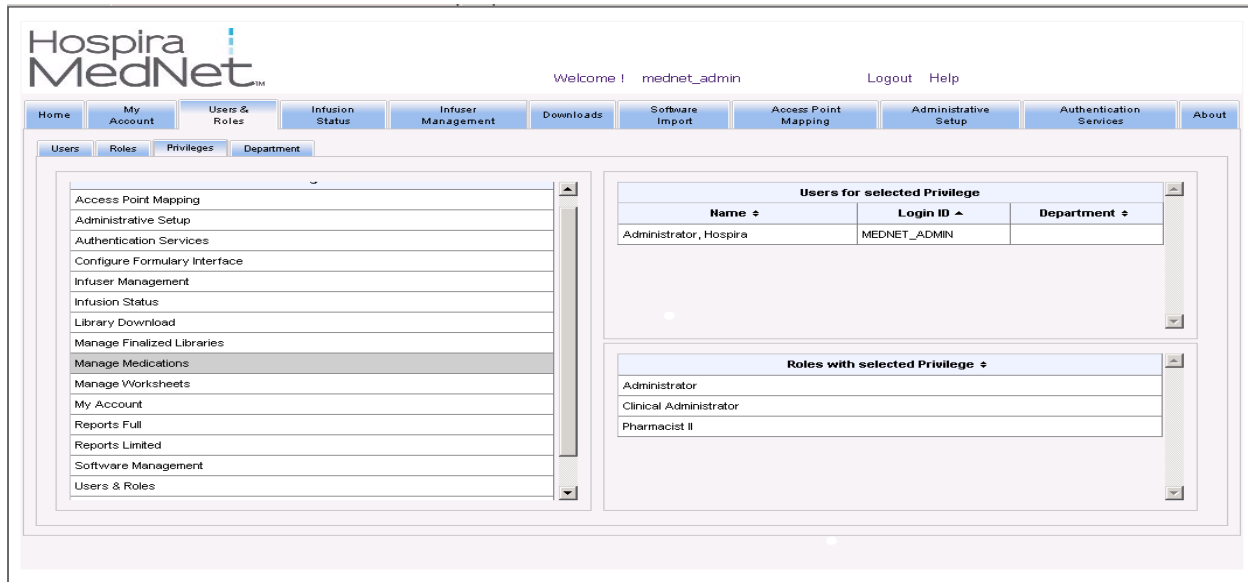 Hospira
MedNet™
Welcome ! mednet_admin Logout Help
Home My Account Users & Roles Infusion Status Infuser Management Downloads Software Import Access Point Mapping Administrative Setup Authentication Services About
Users Roles Privileges Department
Access Point Mapping
Administrative Setup
Authentication Services
Configure Formulary Interface
Infuser Management
Infusion Status
Library Download
Manage Finalized Libraries
Manage Medications
Manage Worksheets
My Account
Reports Full
Reports Limited
Software Management
Users & Roles
Users for selected Privilege
Name Login ID Department
Administrator, Hospira MEDNET_ADMIN
Roles with selected Privilege
Administrator
Clinical Administrator
Pharmacist II